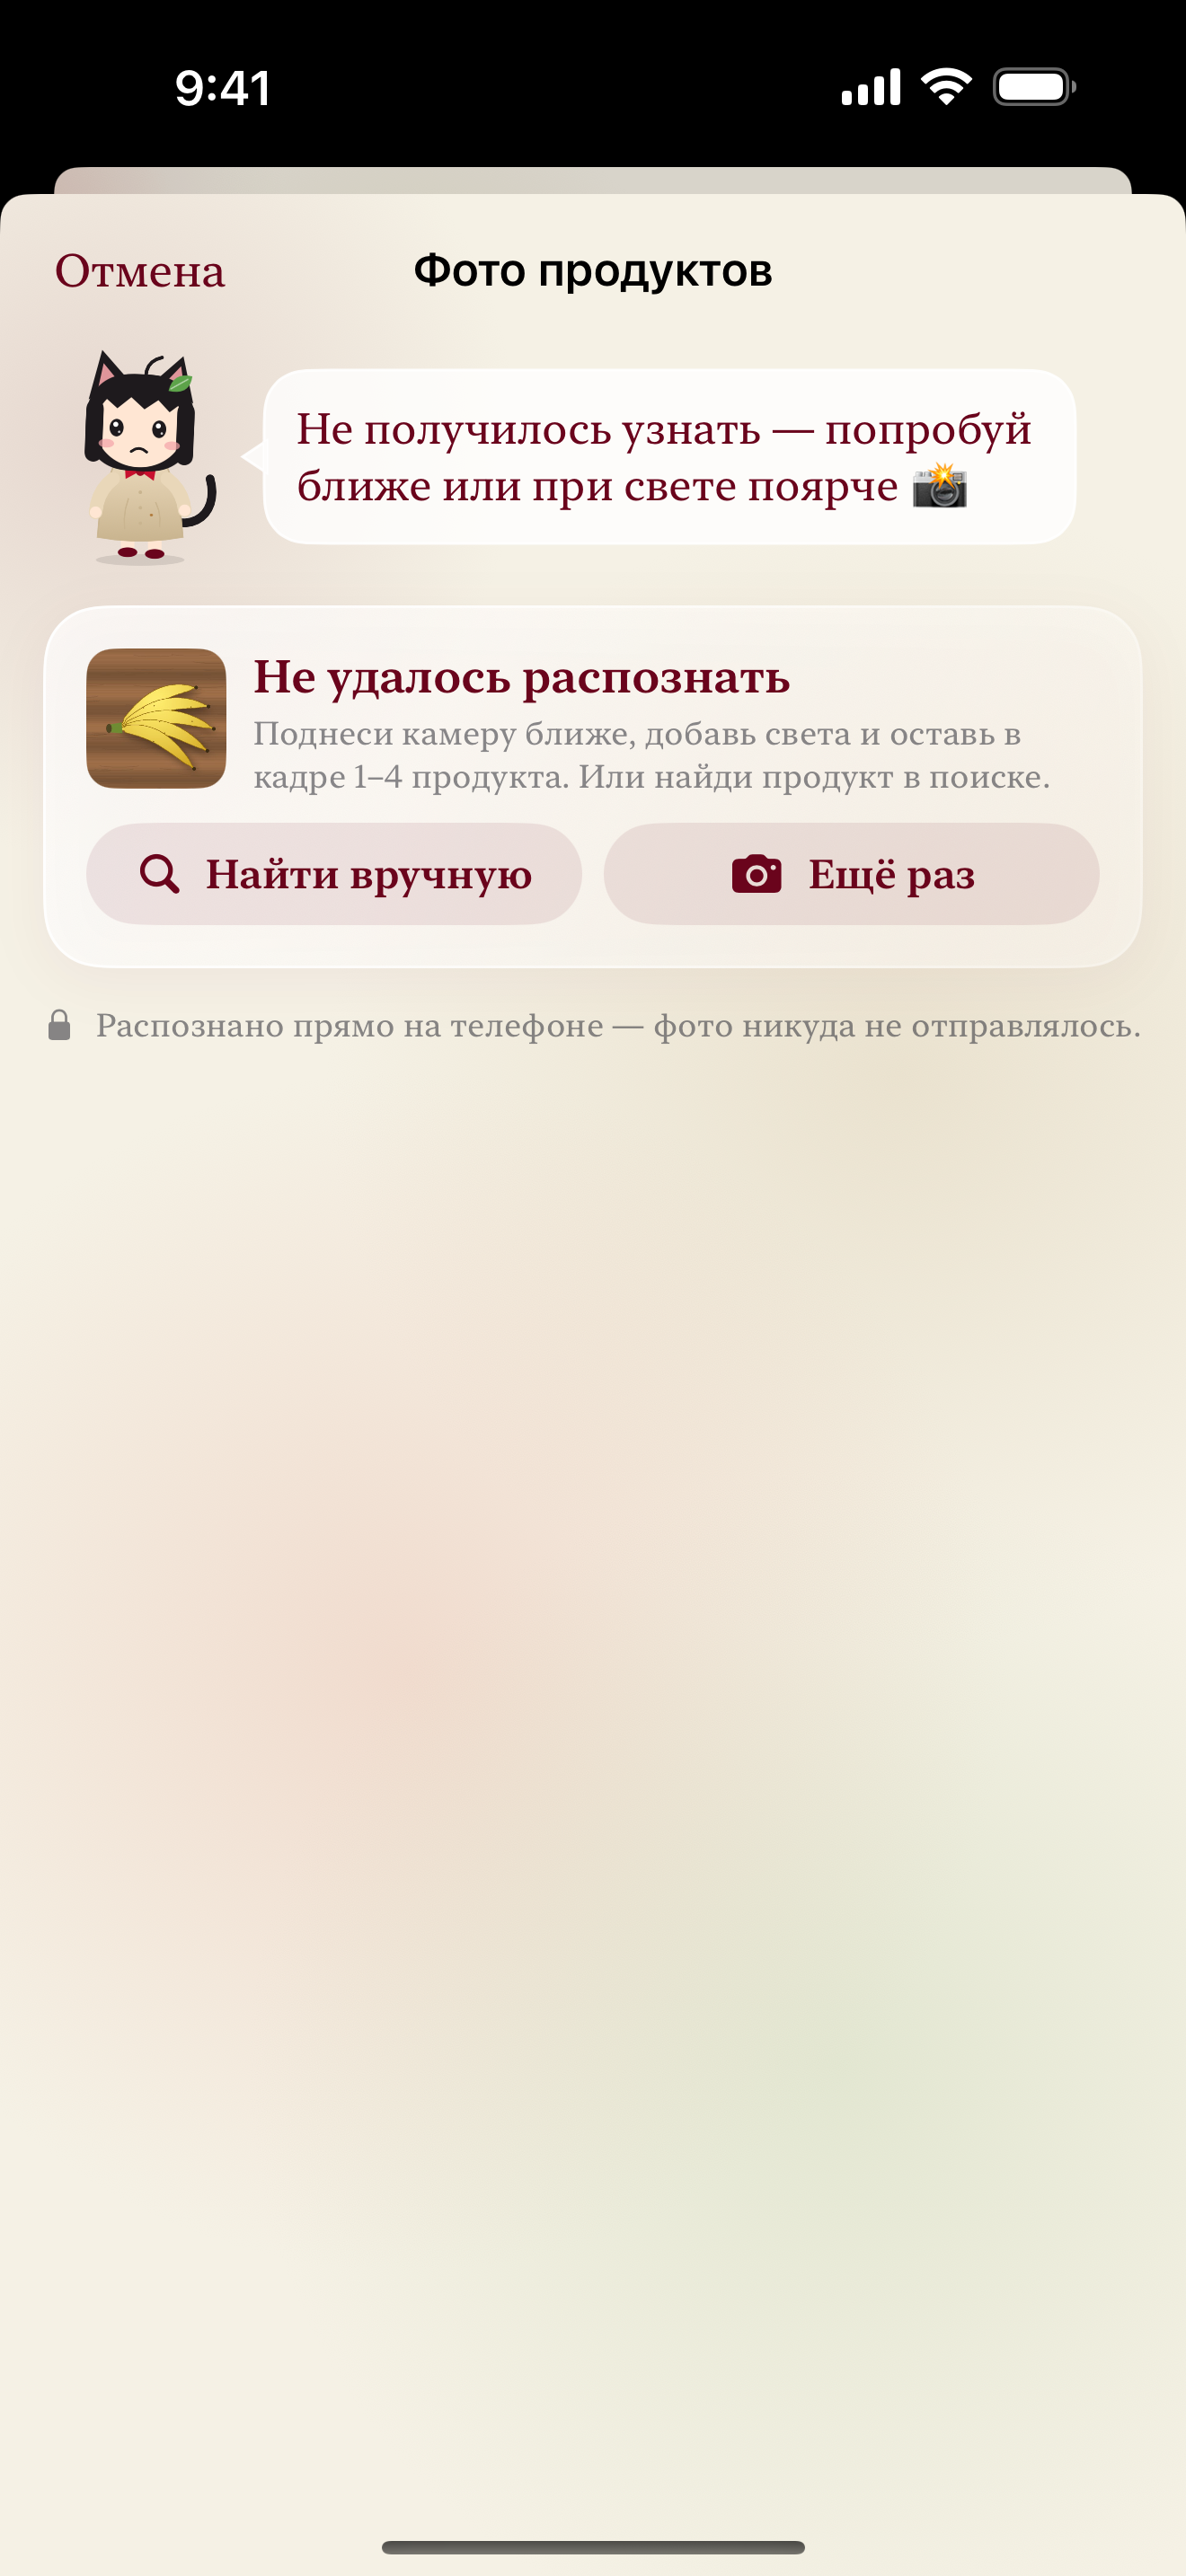 9:41
Отмена
Фото продуктов
Не получилось узнать — попробуй
ближе или при свете поярче 📸
Не удалось распознать
Поднеси камеру ближе, добавь света и оставь в
кадре 1–4 продукта. Или найди продукт в поиске.
Найти вручную
Ещё раз
Распознано прямо на телефоне — фото никуда не отправлялось.